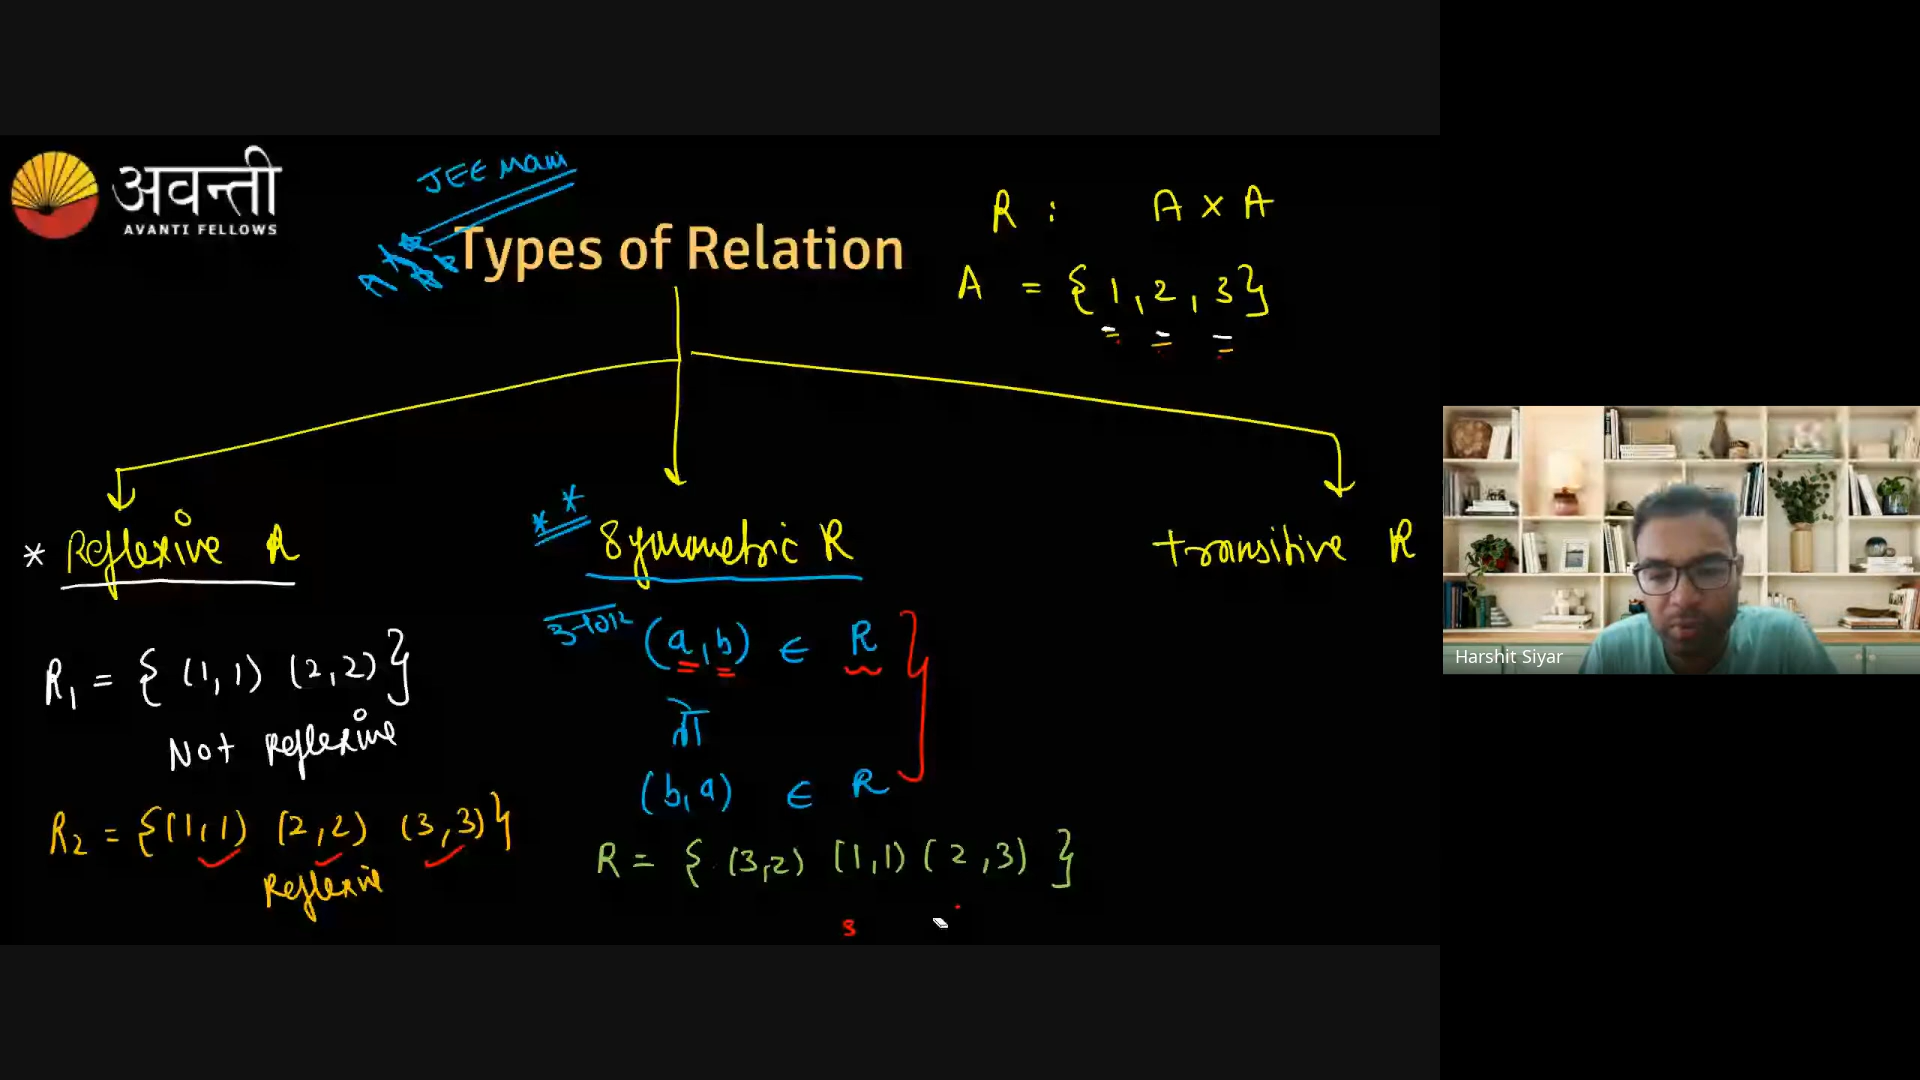 अवन्ती
AVANTI FELLOWS
JEE Main
Types of Relation
R : A × A
A = {1, 2, 3}
* Reflexive R
* * Symmetric R
transitive R
R₁ = { (1,1) (2,2)}
Not Reflexive
R₂ = {(1,1) (2,2) (3,3)}
Reflexive
अगर (a,b) ∈ R
तो
(b,a) ∈ R
R = { (3,2) (1,1) (2,3) }
s
Harshit Siyar